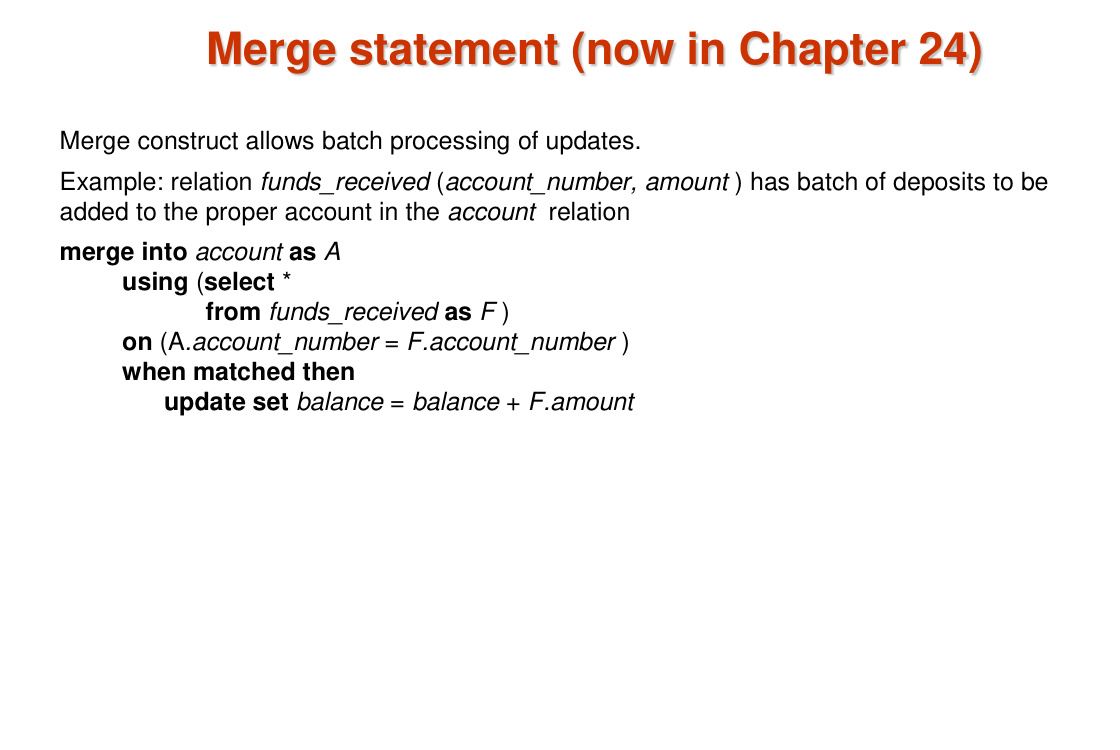 Merge statement (now in Chapter 24)
Merge construct allows batch processing of updates.
Example: relation funds_received (account_number, amount ) has batch of deposits to be
added to the proper account in the account relation
merge into account as A
using (select *
from funds_received as F )
on (A.account_number = F.account_number )
when matched then
update set balance = balance + F.amount